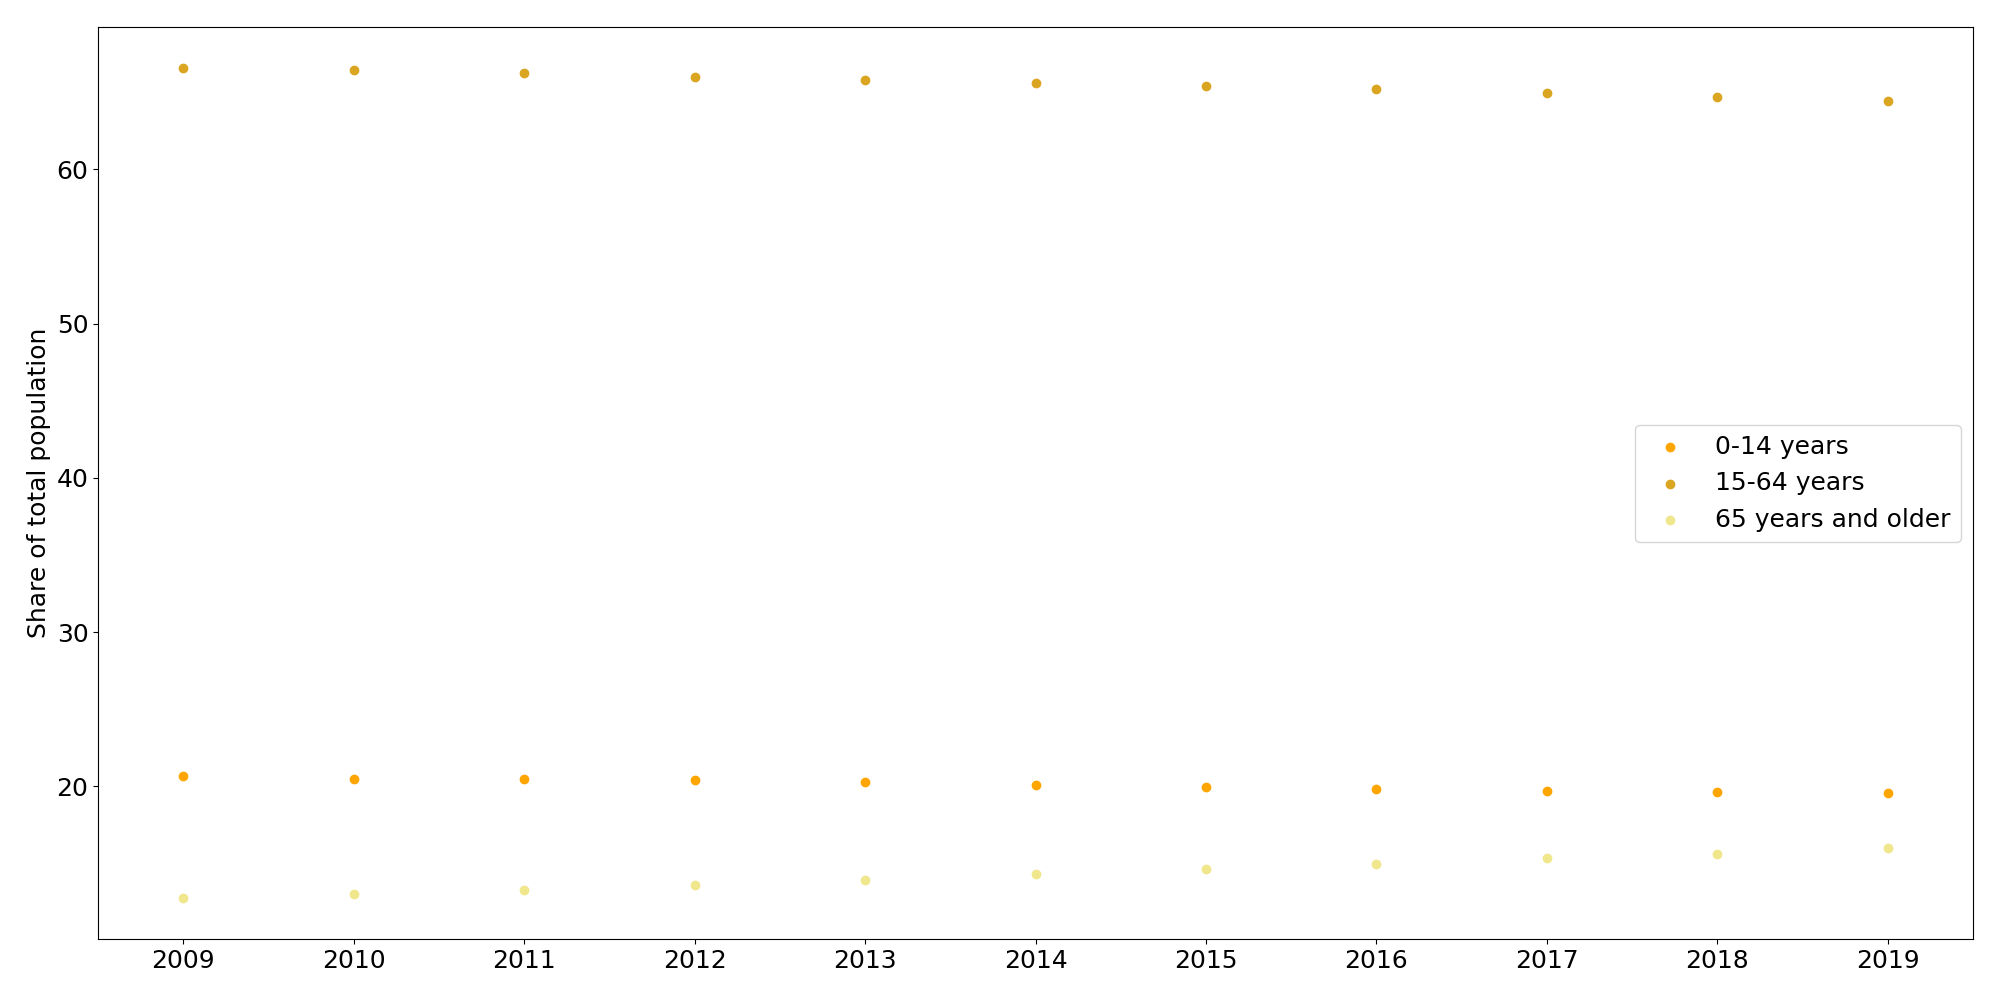 60
50
40
30
20
Share of total population
0-14 years
15-64 years
65 years and older
2009 2010 2011 2012 2013 2014 2015 2016 2017 2018 2019